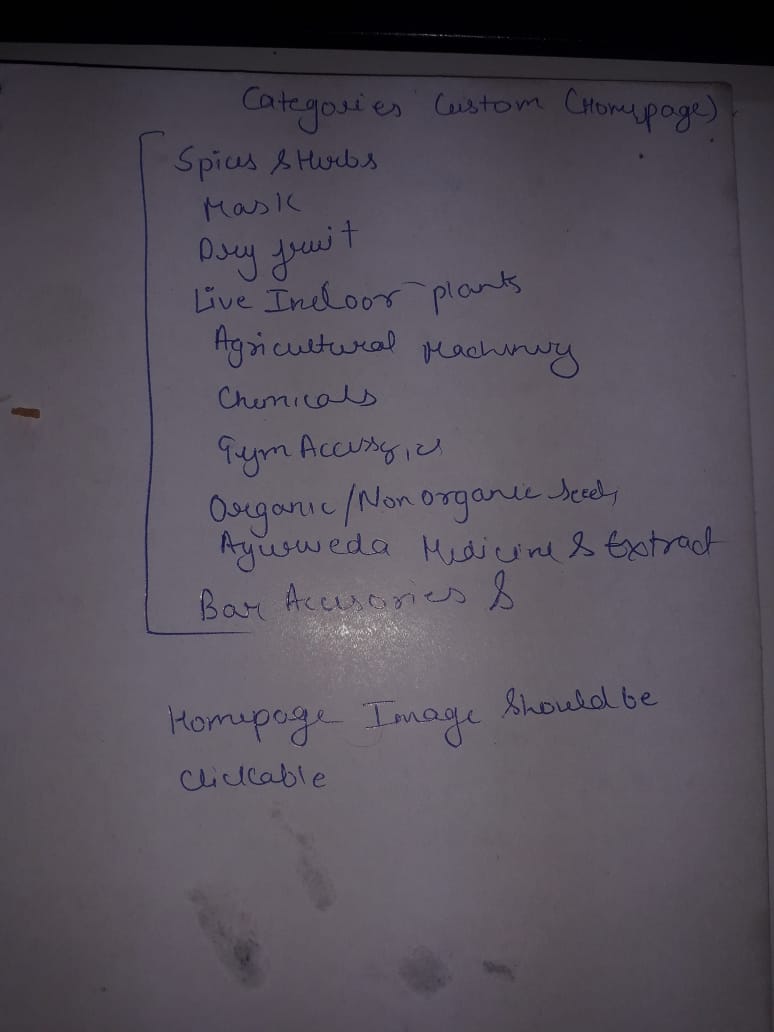 Categories Custom (Homepage)
Spices & Herbs
Mask
Dry fruit
Live Indoor plants
Agricultural Machinery
Chemicals
Gym Accessories
Organic/Non organic Seeds
Ayurweda Medicine & Extract
Bar Accessories &
Homepage Image Should be
Clickable